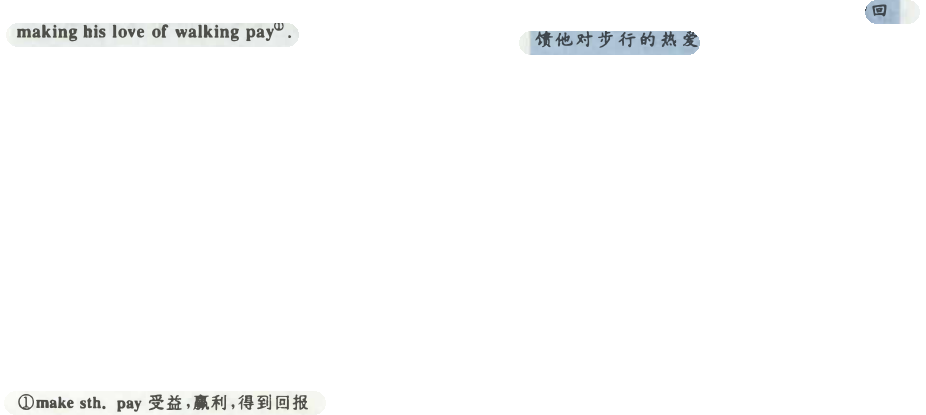 making his love of walking pay①.
回
馈他对步行的热爱
①make sth. pay 受益,赢利,得到回报